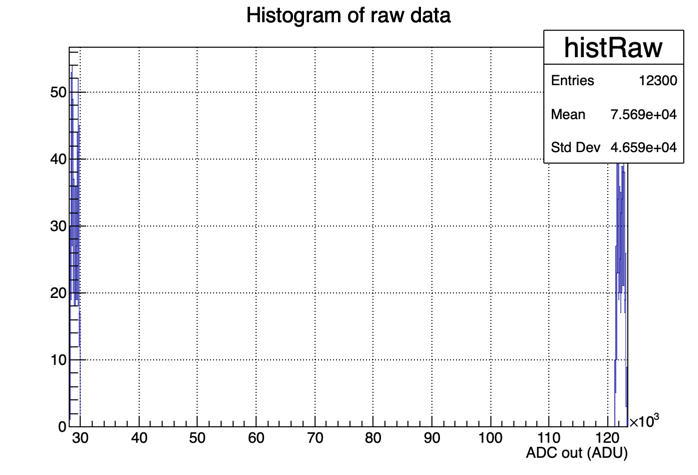 Histogram of raw data
histRaw
Entries 12300
Mean 7.569e+04
Std Dev 4.659e+04
50
40
30
20
10
0
30 40 50 60 70 80 90 100 110 120
×10³
ADC out (ADU)